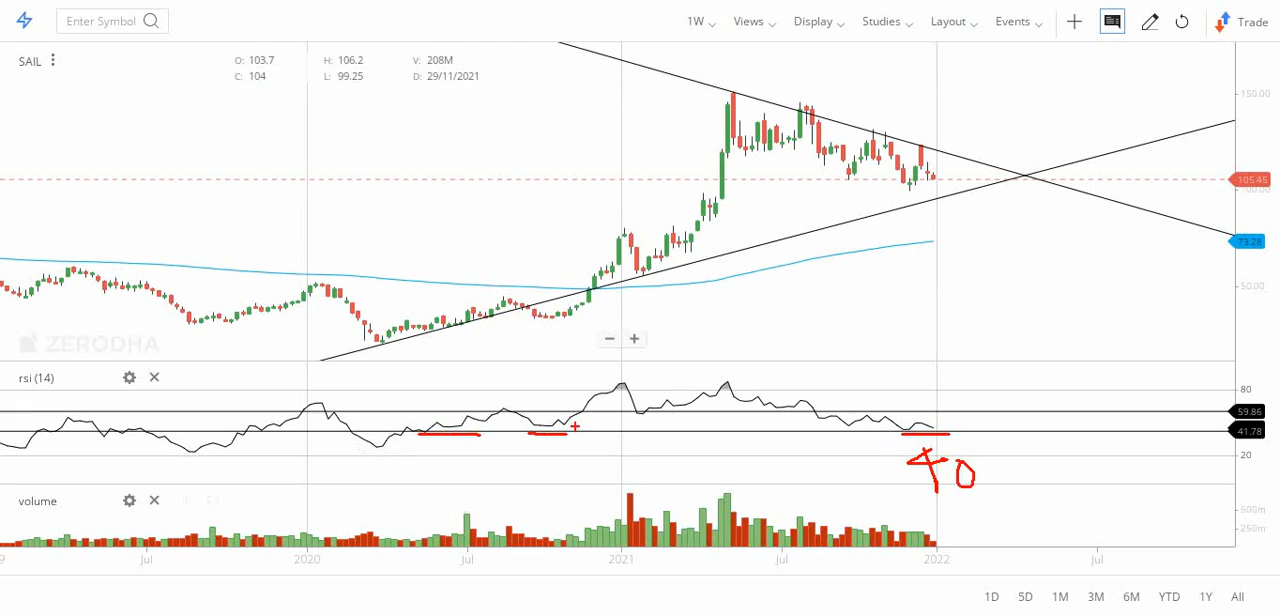 Enter Symbol 1W Views Display Studies Layout Events Trade
SAIL O: 103.7 H: 106.2 V: 208M
C: 104 L: 99.25 D: 29/11/2021
150.00
105.45
100.00
73.28
50.00
ZERODHA
rsi (14)
80
59.86
41.78
20
40
volume
500m
250m
9 Jul 2020 Jul 2021 Jul 2022 Jul
1D 5D 1M 3M 6M YTD 1Y All